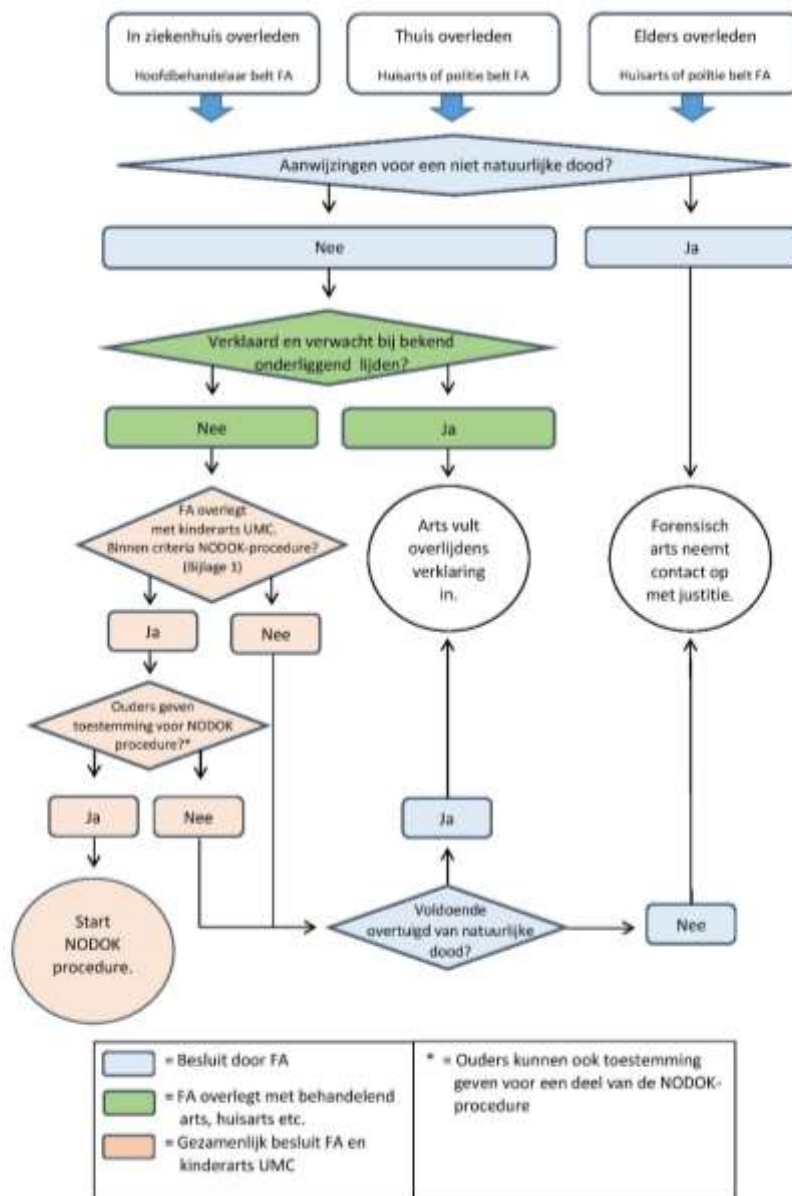 In ziekenhuis overleden
Hoofdbehandelaar belt FA
Thuis overleden
Huisarts of politie belt FA
Elders overleden
Huisarts of politie belt FA
Aanwijzingen voor een niet natuurlijke dood?
Nee
Ja
Verklaard en verwacht bij bekend
onderliggend lijden?
Nee
Ja
FA overlegt
met kinderarts UMC.
Binnen criteria NODOK-procedure?
(Bijlage 1)
Arts vult
overlijdens
verklaring
in.
Forensisch
arts neemt
contact op
met justitie.
Ja
Nee
Ouders geven
toestemming voor NODOK
procedure?*
Ja
Nee
Ja
Start
NODOK
procedure.
Voldoende
overtuigd van natuurlijke
dood?
Nee
= Besluit door FA
= FA overlegt met behandelend
arts, huisarts etc.
= Gezamenlijk besluit FA en
kinderarts UMC
* = Ouders kunnen ook toestemming
geven voor een deel van de NODOK-
procedure